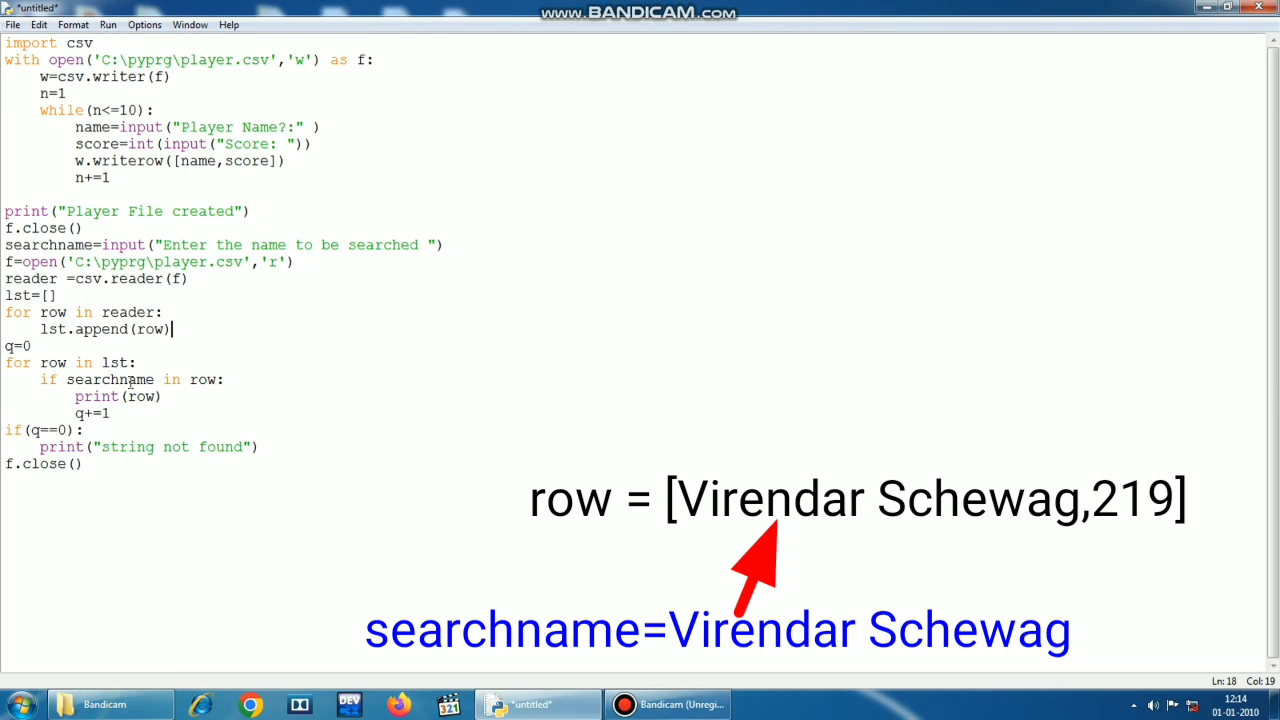 *untitled*
www.BANDICAM.com
File Edit Format Run Options Window Help
import csv
with open('C:\pyprg\player.csv','w') as f:
    w=csv.writer(f)
    n=1
    while(n<=10):
        name=input("Player Name?:" )
        score=int(input("Score: "))
        w.writerow([name,score])
        n+=1
print("Player File created")
f.close()
searchname=input("Enter the name to be searched ")
f=open('C:\pyprg\player.csv','r')
reader =csv.reader(f)
lst=[]
for row in reader:
    lst.append(row)
q=0
for row in lst:
    if searchname in row:
        print(row)
        q+=1
if(q==0):
    print("string not found")
f.close()
row = [Virendar Schewag,219]
searchname=Virendar Schewag
Ln: 18 Col: 19
Bandicam
DEV
321
*untitled*
Bandicam (Unregi...
12:14
01-01-2010